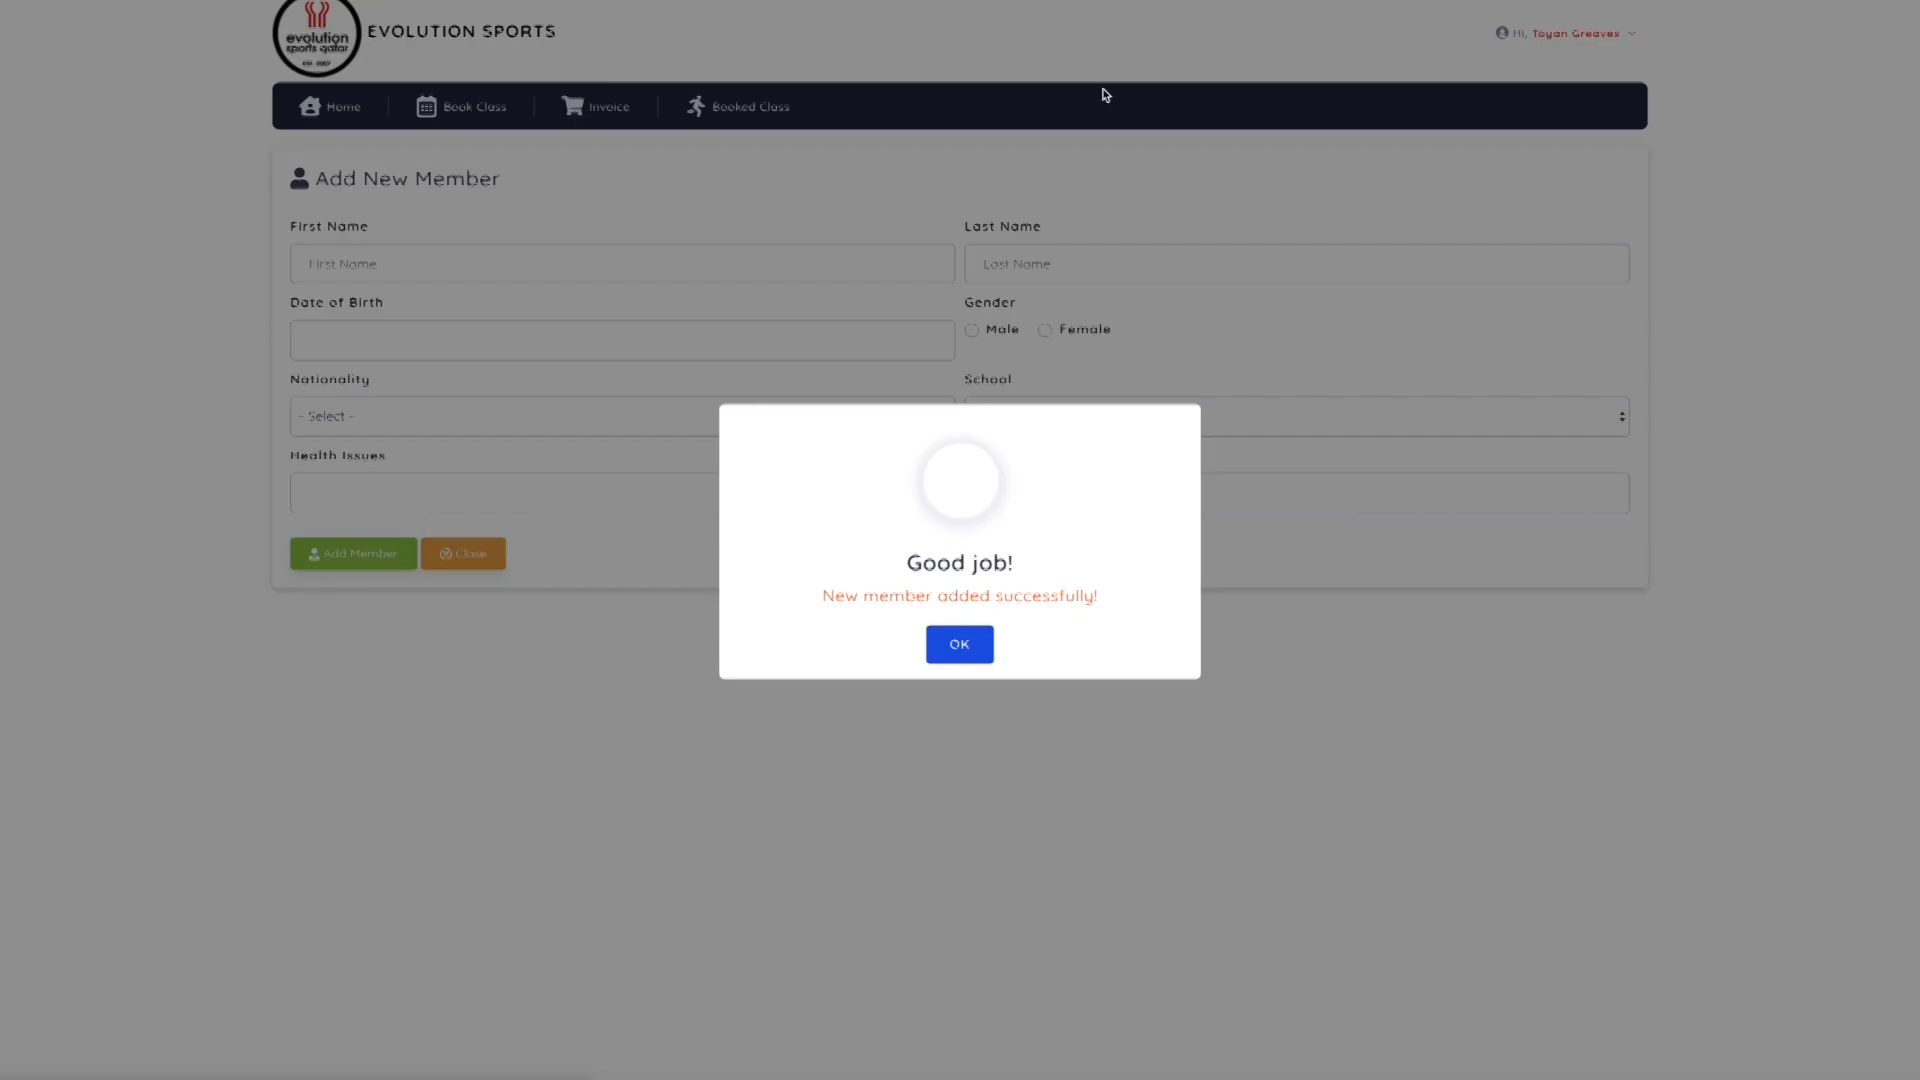 evolution
sports qatar
EST. 2007
EVOLUTION SPORTS
Hi, Toyan Greaves
Home
Book Class
Invoice
Booked Class
Add New Member
First Name
Last Name
First Name
Last Name
Date of Birth
Gender
Male
Female
Nationality
School
- Select -
Health Issues
Add Member
Close
Good job!
New member added successfully!
OK